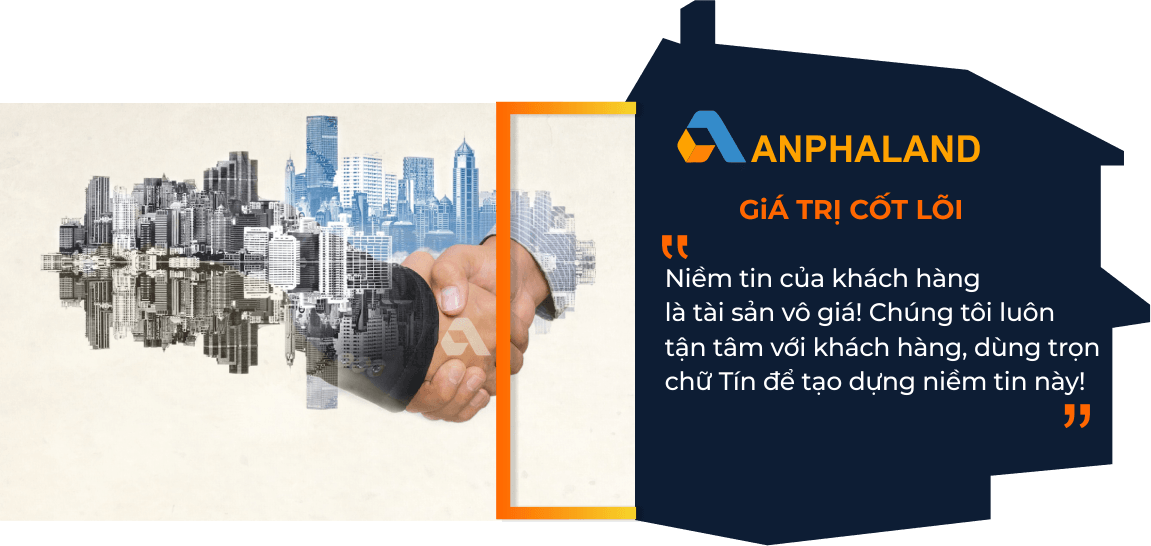 ANPHALAND
GiÁ TRỊ CỐT LÕI
"
Niềm tin của khách hàng
là tài sản vô giá! Chúng tôi luôn
tận tâm với khách hàng, dùng trọn
chữ Tín để tạo dựng niềm tin này!
"